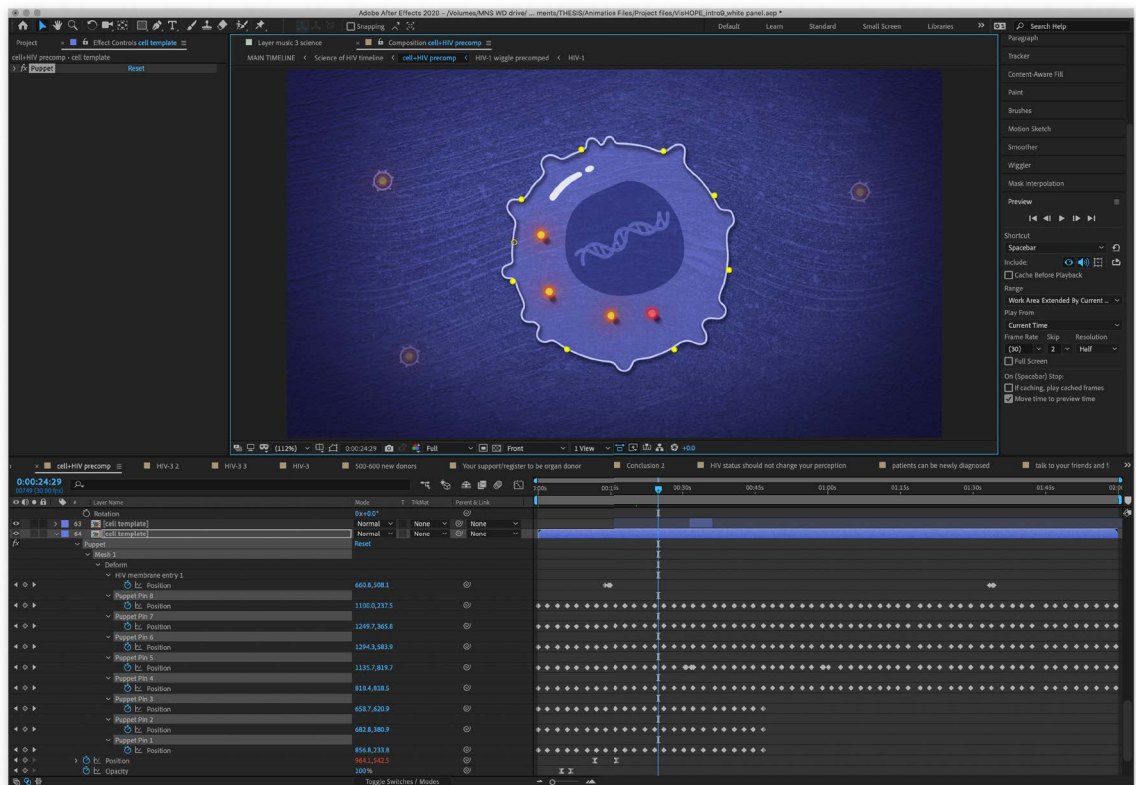 Adobe After Effects 2020 - /Volumes/MNS WD drive/ ... ments/THESIS/Animation Files/Project files/VisHOPE_intro9_white panel.aep *
Snapping
Default Learn Standard Small Screen Libraries Search Help
Project Effect Controls cell template
cell+HIV precomp • cell template
fx Puppet Reset
Layer music 3 science Composition cell+HIV precomp
MAIN TIMELINE Science of HIV timeline cell+HIV precomp HIV-1 wiggle precomped HIV-1
Paragraph
Tracker
Content-Aware Fill
Paint
Brushes
Motion Sketch
Smoother
Wiggler
Mask Interpolation
Preview
Shortcut
Spacebar
Include:
Cache Before Playback
Range
Work Area Extended By Current ...
Play From
Current Time
Frame Rate Skip Resolution
(30) 2 Half
Full Screen
On (Spacebar) Stop:
If caching, play cached frames
Move time to preview time
(112%) 0:00:24:29 Full Front 1 View +0.0
cell+HIV precomp HIV-3 2 HIV-3 3 HIV-3 500-600 new donors Your support/register to be organ donor Conclusion 2 HIV status should not change your perception patients can be newly diagnosed talk to your friends and f
0:00:24:29
00749 (30.00 fps)
:00s 00:15s 00:30s 00:45s 01:00s 01:15s 01:30s 01:45s 02:0
# Layer Name Mode T TrkMat Parent & Link
Rotation 0x+0.0°
63 [cell template] Normal None None
64 [cell template] Normal None None
fx Puppet Reset
Mesh 1
Deform
HIV membrane entry 1
Position 660.8,508.1
Puppet Pin 8
Position 1100.0,237.5
Puppet Pin 7
Position 1249.7,365.8
Puppet Pin 6
Position 1294.3,583.9
Puppet Pin 5
Position 1135.7,819.7
Puppet Pin 4
Position 818.4,818.5
Puppet Pin 3
Position 658.7,620.9
Puppet Pin 2
Position 682.8,380.9
Puppet Pin 1
Position 856.8,233.8
Position 964.1,542.5
Opacity 100%
Toggle Switches / Modes